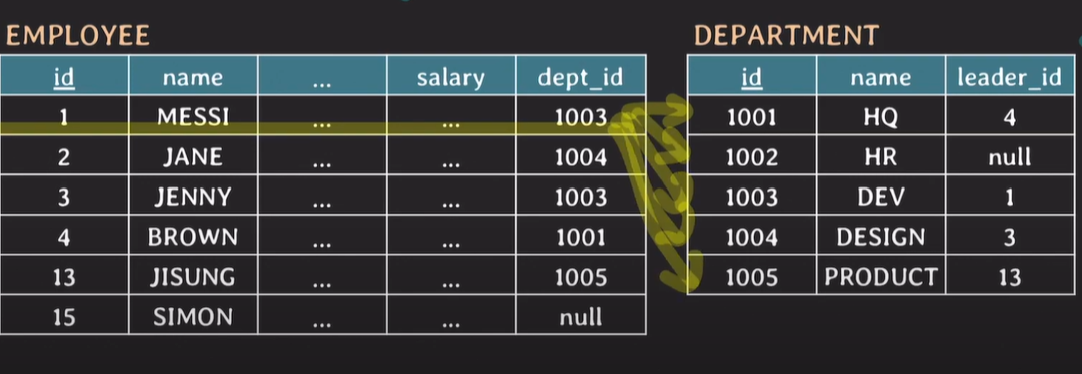 EMPLOYEE
id name ... salary dept_id
1 MESSI ... ... 1003
2 JANE ... ... 1004
3 JENNY ... ... 1003
4 BROWN ... ... 1001
13 JISUNG ... ... 1005
15 SIMON ... ... null
DEPARTMENT
id name leader_id
1001 HQ 4
1002 HR null
1003 DEV 1
1004 DESIGN 3
1005 PRODUCT 13